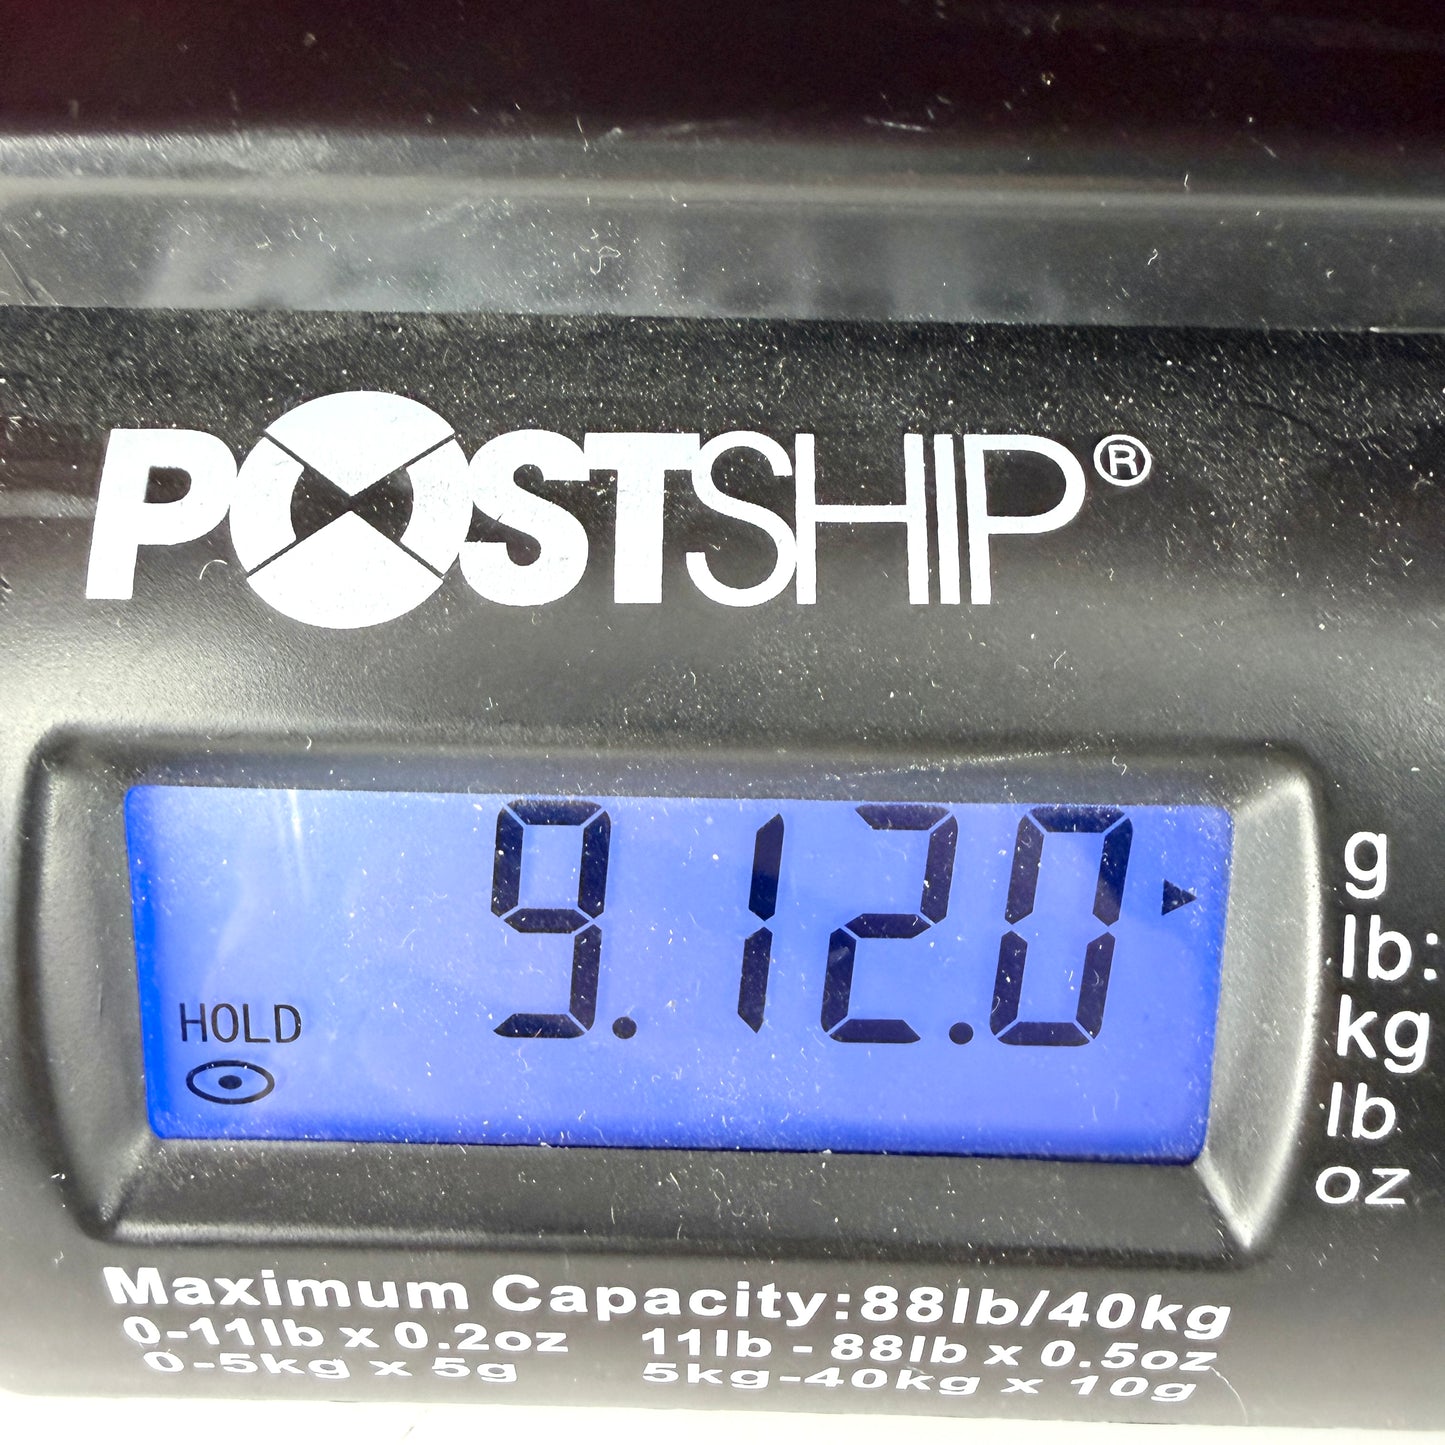 POSTSHIP®
9.12.0
HOLD
g
lb:
kg
lb
oz
Maximum Capacity:88lb/40kg
0-11lb x 0.2oz 11lb - 88lb x 0.5oz
0-5kg x 5g 5kg-40kg x 10g